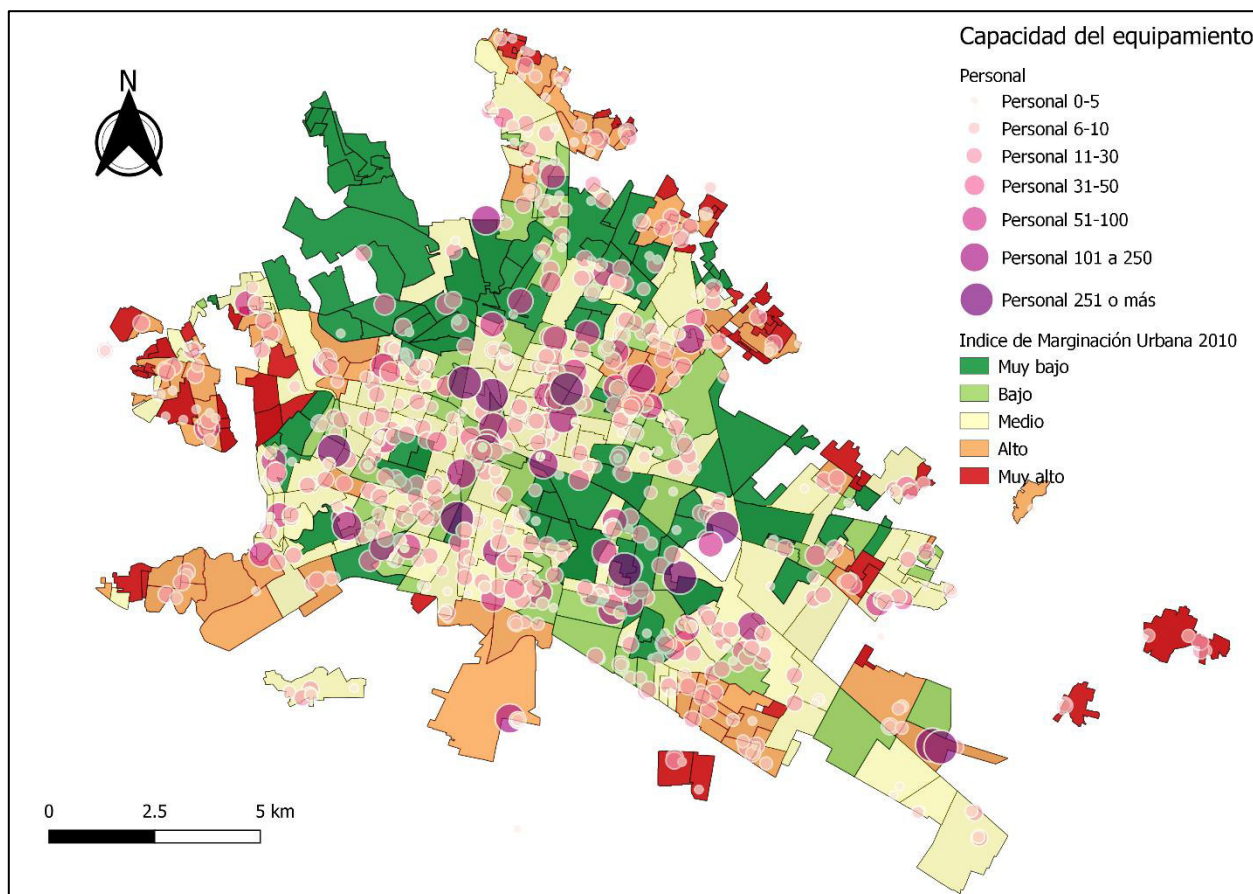 Capacidad del equipamiento
Personal
Personal 0-5
Personal 6-10
Personal 11-30
Personal 31-50
Personal 51-100
Personal 101 a 250
Personal 251 o más
Indice de Marginación Urbana 2010
Muy bajo
Bajo
Medio
Alto
Muy alto
N
0 2.5 5 km